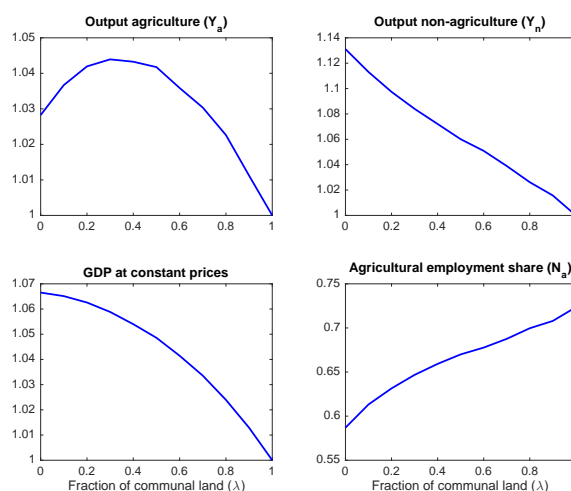 Output agriculture (Yₐ)
1.05
1.04
1.03
1.02
1.01
1
0 0.2 0.4 0.6 0.8 1
Output non-agriculture (Yₙ)
1.14
1.12
1.1
1.08
1.06
1.04
1.02
1
0 0.2 0.4 0.6 0.8 1
GDP at constant prices
1.07
1.06
1.05
1.04
1.03
1.02
1.01
1
0 0.2 0.4 0.6 0.8 1
Fraction of communal land (λ)
Agricultural employment share (Nₐ)
0.75
0.7
0.65
0.6
0.55
0 0.2 0.4 0.6 0.8 1
Fraction of communal land (λ)